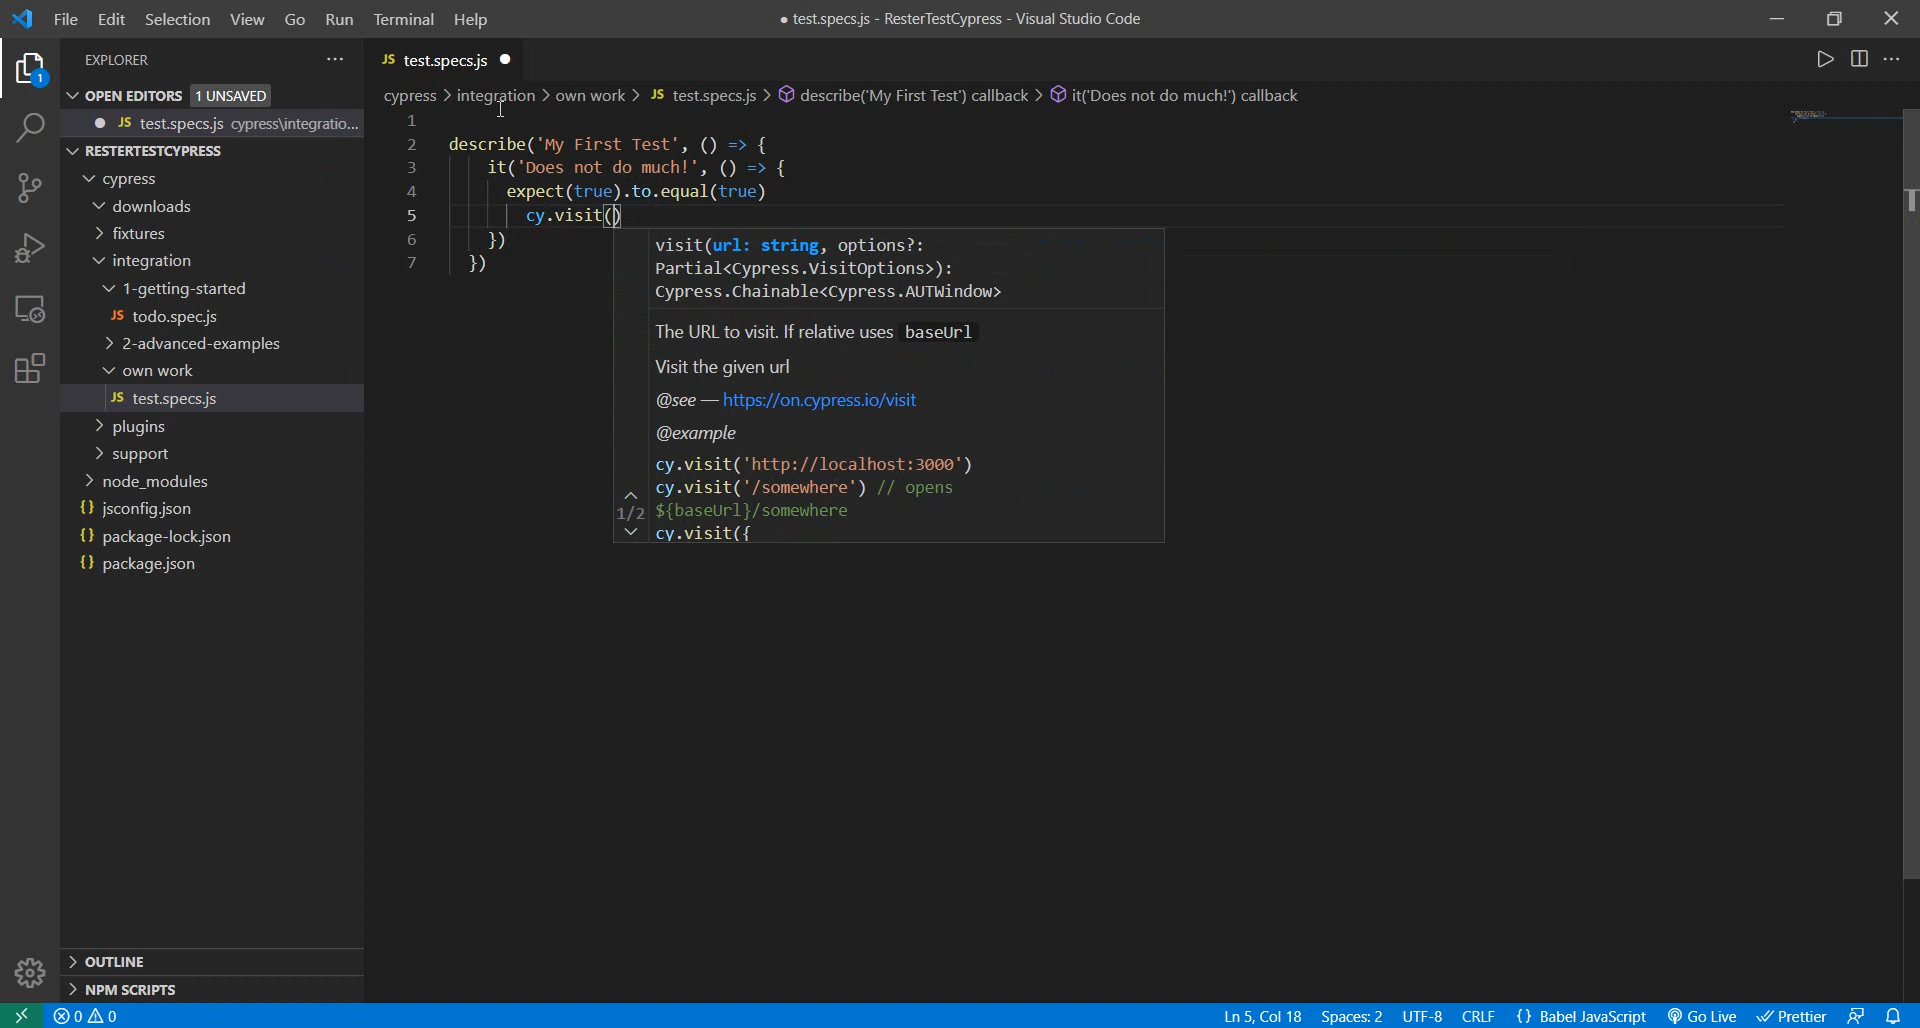 File Edit Selection View Go Run Terminal Help
● test.specs.js - ResterTestCypress - Visual Studio Code
EXPLORER
JS test.specs.js
1
OPEN EDITORS 1 UNSAVED
JS test.specs.js cypress\integratio...
RESTERTESTCYPRESS
cypress
downloads
fixtures
integration
1-getting-started
JS todo.spec.js
2-advanced-examples
own work
JS test.specs.js
plugins
support
node_modules
{} jsconfig.json
{} package-lock.json
{} package.json
OUTLINE
NPM SCRIPTS
cypress > integration > own work > JS test.specs.js > describe('My First Test') callback > it('Does not do much!') callback
1
2 describe('My First Test', () => {
3 it('Does not do much!', () => {
4 expect(true).to.equal(true)
5 cy.visit()
6 })
7 })
visit(url: string, options?:
Partial<Cypress.VisitOptions>):
Cypress.Chainable<Cypress.AUTWindow>
The URL to visit. If relative uses baseUrl
Visit the given url
@see — https://on.cypress.io/visit
@example
cy.visit('http://localhost:3000')
cy.visit('/somewhere') // opens
${baseUrl}/somewhere
cy.visit({
1/2
0 0
Ln 5, Col 18 Spaces: 2 UTF-8 CRLF {} Babel JavaScript Go Live Prettier